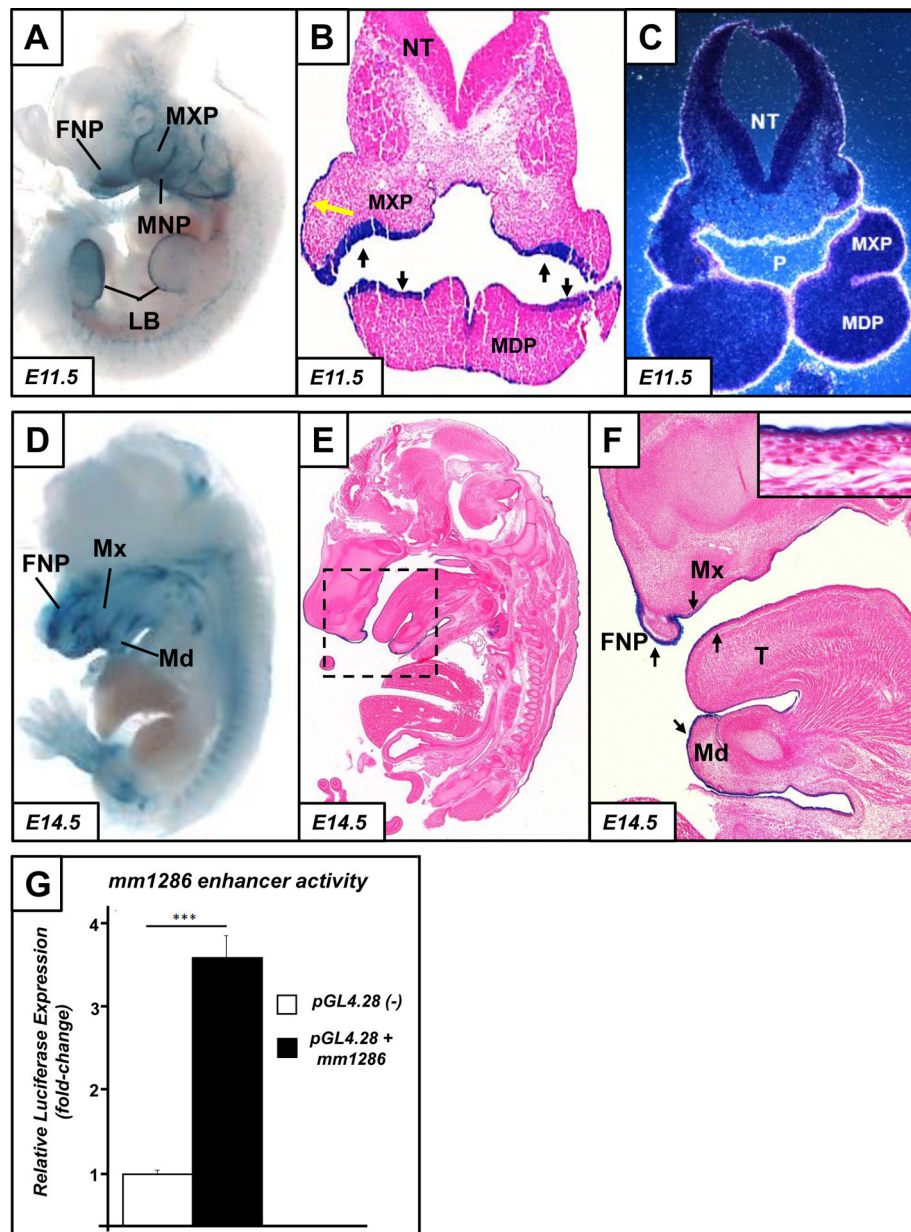 A
FNP
MXP
MNP
LB
E11.5
B
NT
MXP
MDP
E11.5
C
NT
P
MXP
MDP
E11.5
D
FNP
Mx
Md
E14.5
E
E14.5
F
Mx
FNP
T
Md
E14.5
G
mm1286 enhancer activity
Relative Luciferase Expression
(fold-change)
4
3
2
1
***
pGL4.28 (-)
pGL4.28 +
mm1286